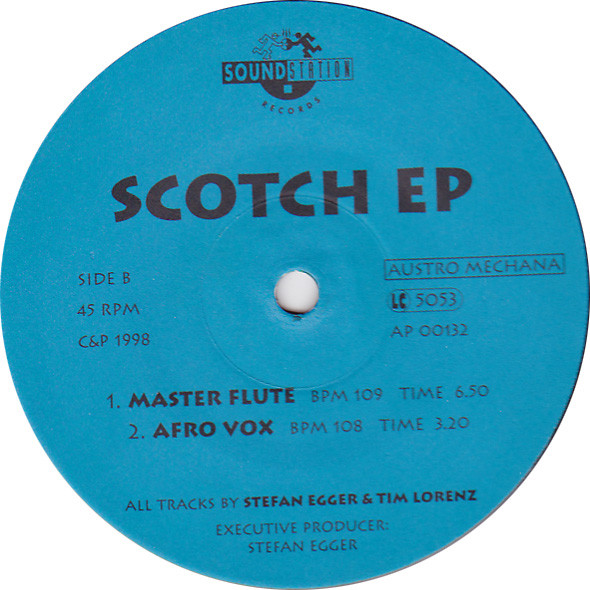 SOUNDSTATION
RECORDS
SCOTCH EP
SIDE B
45 RPM
C&P 1998
AUSTRO MECHANA
LC 5053
AP 00132
1. MASTER FLUTE BPM 109 TIME 6.50
2. AFRO VOX BPM 108 TIME 3.20
ALL TRACKS BY STEFAN EGGER & TIM LORENZ
EXECUTIVE PRODUCER:
STEFAN EGGER